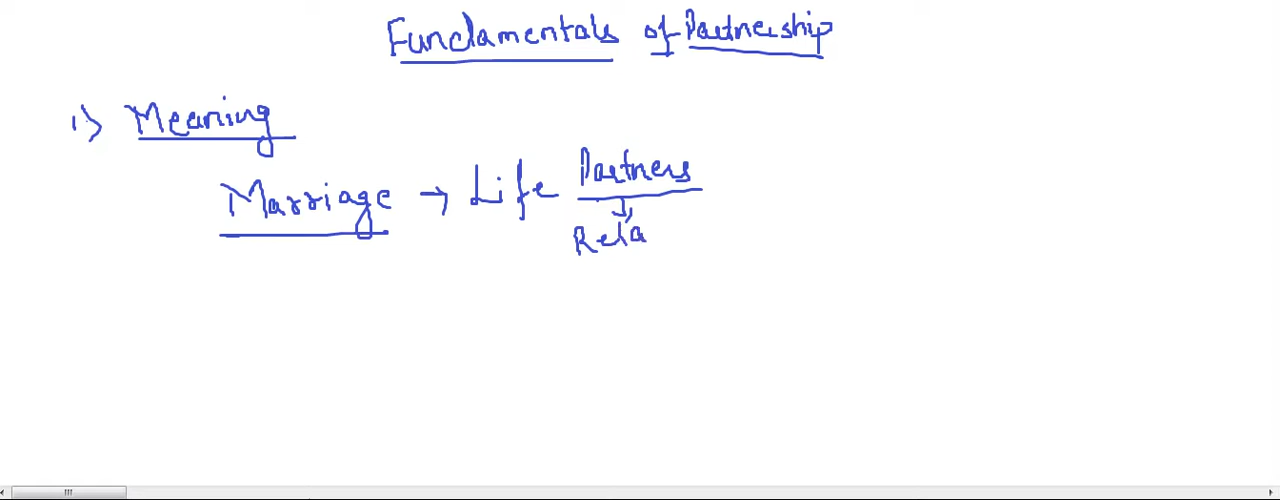 Fundamentals of Partnership
1) Meaning
Marriage → Life Partners
↓
Rela